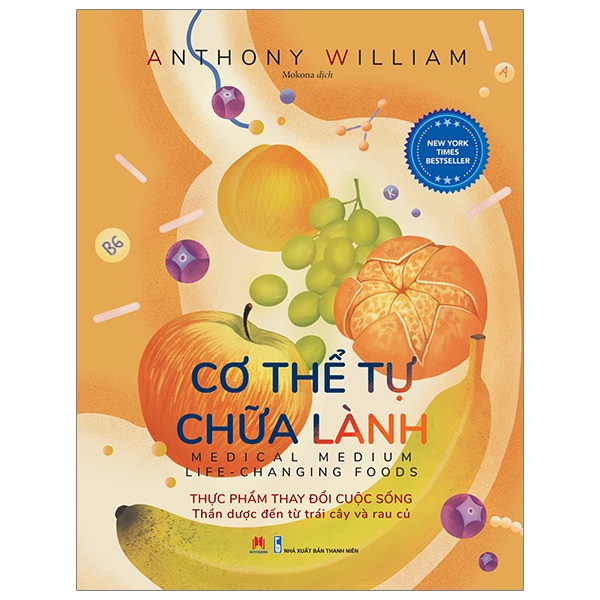 ANTHONY WILLIAM
Mokona dịch
NEW YORK
TIMES
BESTSELLER
A
K
B6
CƠ THỂ TỰ
CHỮA LÀNH
MEDICAL MEDIUM
LIFE-CHANGING FOODS
THỰC PHẨM THAY ĐỔI CUỘC SỐNG
Thần dược đến từ trái cây và rau củ
NHÀ XUẤT BẢN THANH NIÊN